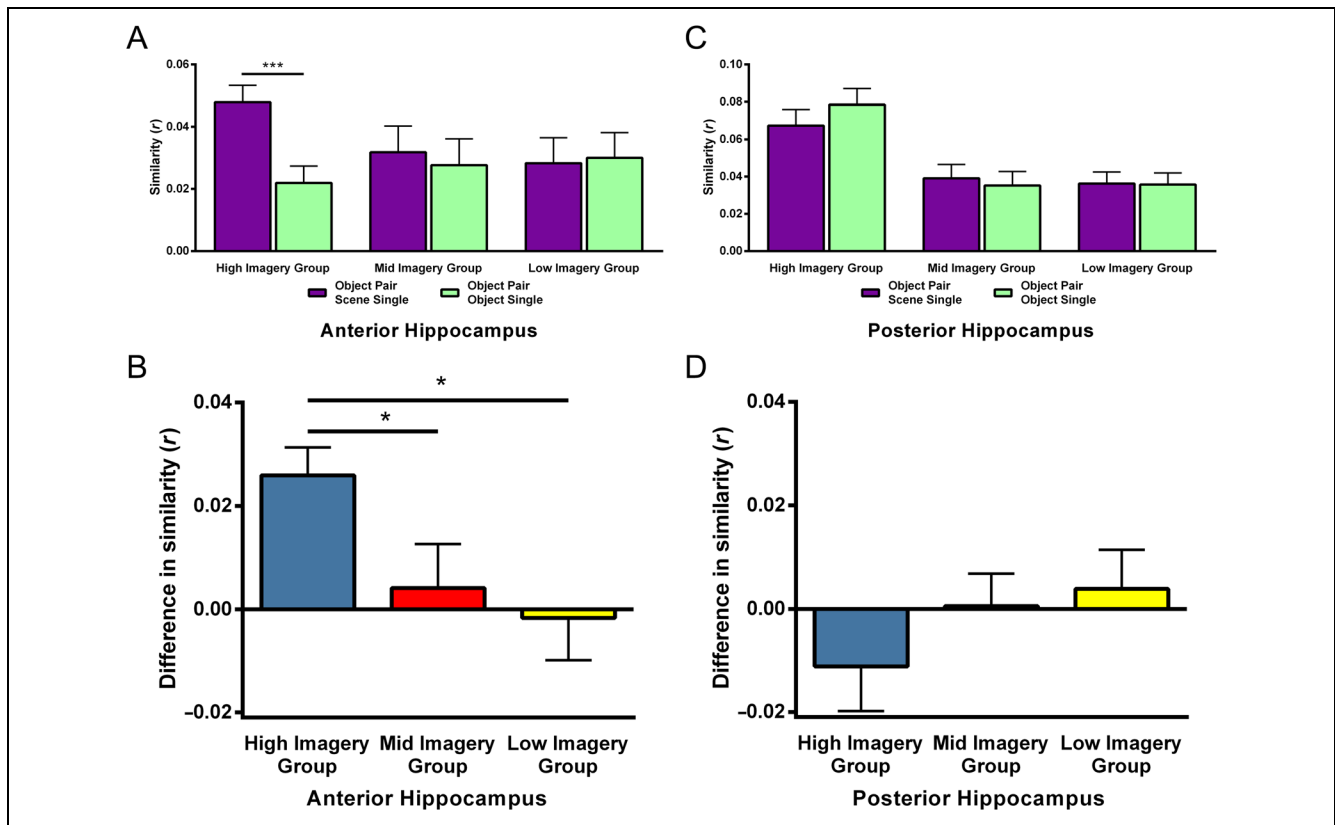 A
0.06
0.04
0.02
0.00
Similarity (r)
***
High Imagery Group
Mid Imagery Group
Low Imagery Group
Object Pair
Scene Single
Object Pair
Object Single
Anterior Hippocampus
C
0.10
0.08
0.06
0.04
0.02
0.00
Similarity (r)
High Imagery Group
Mid Imagery Group
Low Imagery Group
Object Pair
Scene Single
Object Pair
Object Single
Posterior Hippocampus
B
0.04
0.02
0.00
–0.02
Difference in similarity (r)
*
*
High Imagery
Group
Mid Imagery
Group
Low Imagery
Group
Anterior Hippocampus
D
0.04
0.02
0.00
–0.02
Difference in similarity (r)
High Imagery
Group
Mid Imagery
Group
Low Imagery
Group
Posterior Hippocampus